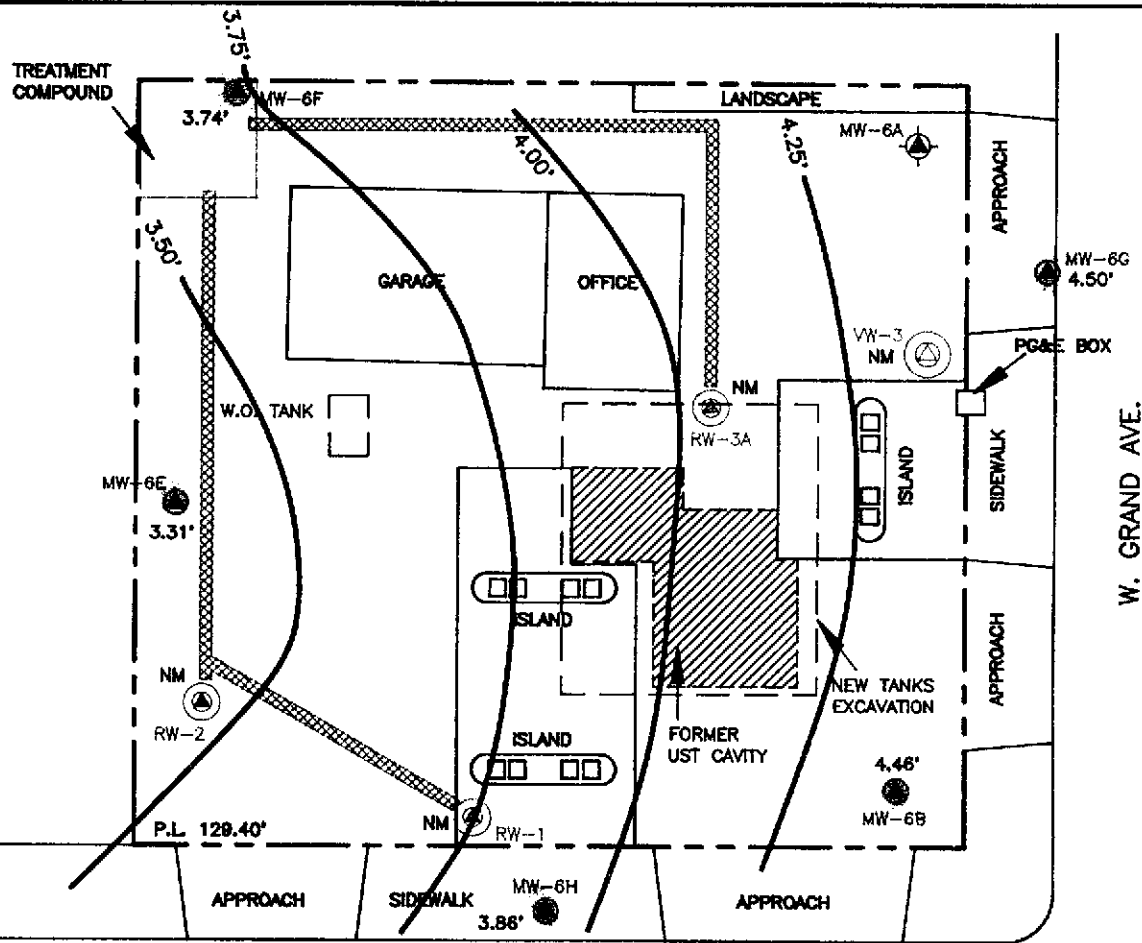 3.75'
TREATMENT
COMPOUND
MW-6F
3.74'
LANDSCAPE
MW-6A
4.00'
4.25'
APPROACH
3.50'
MW-6G
4.50'
GARAGE
OFFICE
VW-3
NM
PG&E BOX
NM
RW-3A
W.OIL TANK
ISLAND
SIDEWALK
W. GRAND AVE.
MW-6E
3.31'
ISLAND
APPROACH
NM
RW-2
NEW TANKS
EXCAVATION
FORMER
UST CAVITY
ISLAND
4.46'
MW-6B
P.L. 129.40'
NM
RW-1
APPROACH
SIDEWALK
MW-6H
3.86'
APPROACH